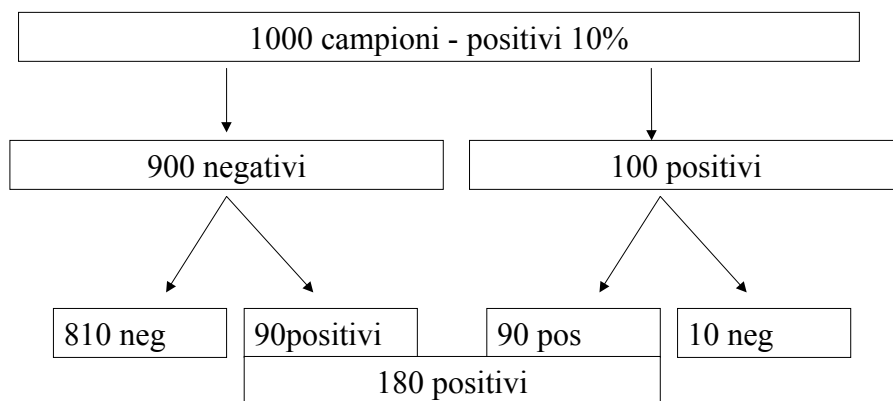 1000 campioni - positivi 10%
900 negativi
100 positivi
810 neg
90positivi
90 pos
10 neg
180 positivi